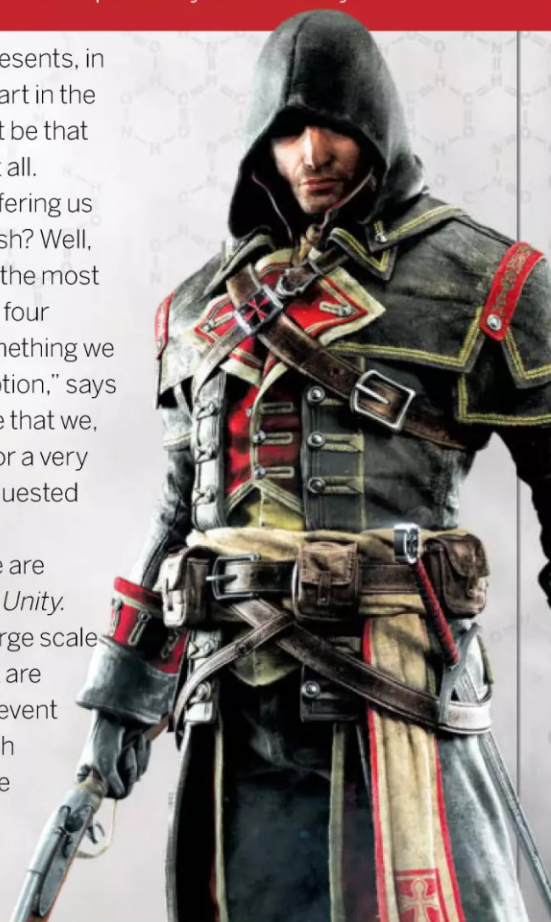 esents, in
art in the
t be that
t all.
fering us
sh? Well,
the most
four
mething we
ption," says
e that we,
or a very
uested
e are
Unity.
rge scale
are
event
h
e